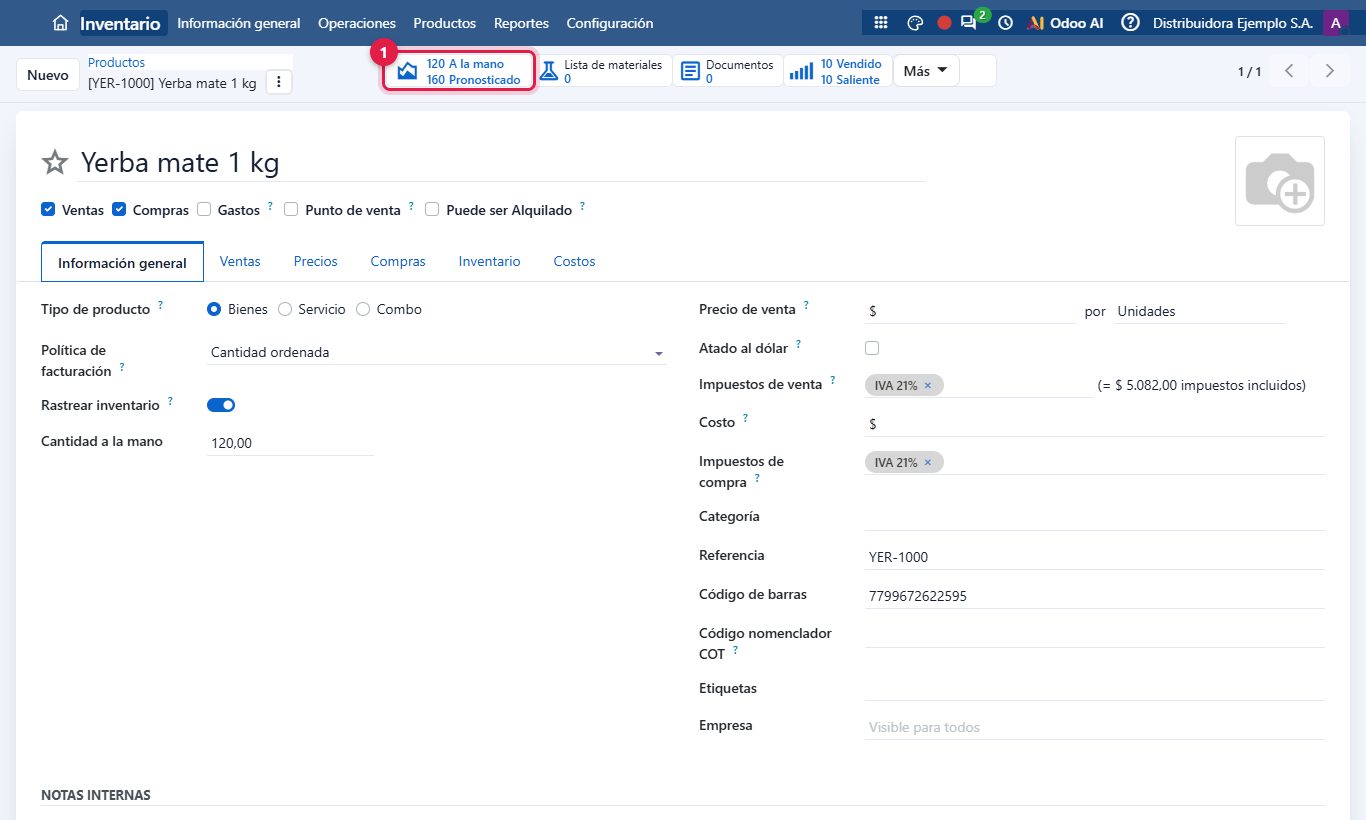 Inventario Información general Operaciones Productos Reportes Configuración 2 Odoo AI Distribuidora Ejemplo S.A. A
Nuevo
Productos
[YER-1000] Yerba mate 1 kg
1
120 A la mano
160 Pronosticado
Lista de materiales
0
Documentos
0
10 Vendido
10 Saliente
Más
1 / 1
Yerba mate 1 kg
Ventas Compras Gastos ? Punto de venta ? Puede ser Alquilado ?
Información general Ventas Precios Compras Inventario Costos
Tipo de producto ? Bienes Servicio Combo
Política de facturación ? Cantidad ordenada
Rastrear inventario ?
Cantidad a la mano 120,00
Precio de venta ? $ por Unidades
Atado al dólar ?
Impuestos de venta ? IVA 21% × (= $ 5.082,00 impuestos incluidos)
Costo ? $
Impuestos de compra ? IVA 21% ×
Categoría
Referencia YER-1000
Código de barras 7799672622595
Código nomenclador COT ?
Etiquetas
Empresa Visible para todos
NOTAS INTERNAS